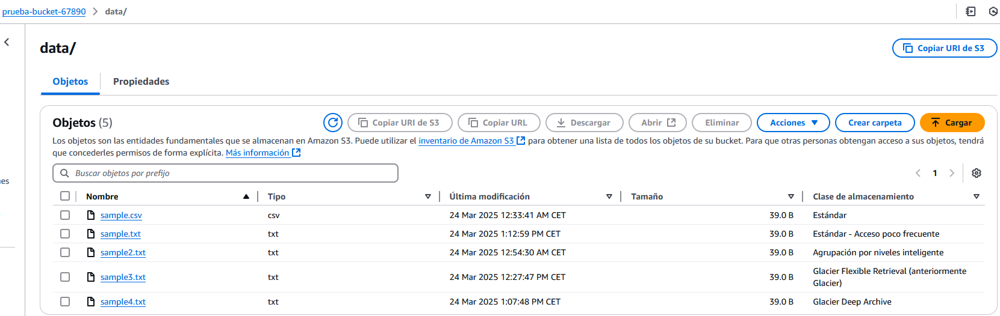 prueba-bucket-67890 > data/
data/
Copiar URI de S3
Objetos Propiedades
Objetos (5) Copiar URI de S3 Copiar URL Descargar Abrir Eliminar Acciones Crear carpeta Cargar
Los objetos son las entidades fundamentales que se almacenan en Amazon S3. Puede utilizar el inventario de Amazon S3 para obtener una lista de todos los objetos de su bucket. Para que otras personas obtengan acceso a sus objetos, tendrá
que concederles permisos de forma explícita. Más información
Buscar objetos por prefijo
1
Nombre Tipo Última modificación Tamaño Clase de almacenamiento
sample.csv csv 24 Mar 2025 12:33:41 AM CET 39.0 B Estándar
sample.txt txt 24 Mar 2025 1:12:59 PM CET 39.0 B Estándar - Acceso poco frecuente
sample2.txt txt 24 Mar 2025 12:54:30 AM CET 39.0 B Agrupación por niveles inteligente
sample3.txt txt 24 Mar 2025 12:27:47 PM CET 39.0 B Glacier Flexible Retrieval (anteriormente
Glacier)
sample4.txt txt 24 Mar 2025 1:07:48 PM CET 39.0 B Glacier Deep Archive